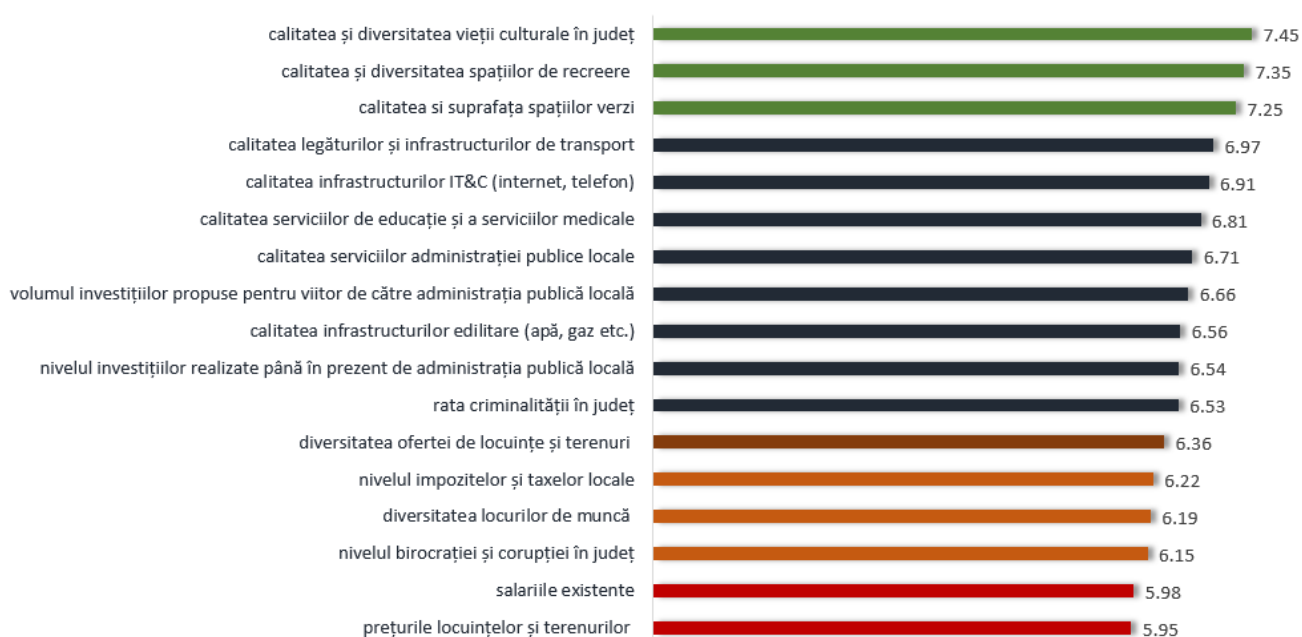 calitatea și diversitatea vieții culturale în județ 7.45
calitatea și diversitatea spațiilor de recreere 7.35
calitatea si suprafața spațiilor verzi 7.25
calitatea legăturilor și infrastructurilor de transport 6.97
calitatea infrastructurilor IT&C (internet, telefon) 6.91
calitatea serviciilor de educație și a serviciilor medicale 6.81
calitatea serviciilor administrației publice locale 6.71
volumul investițiilor propuse pentru viitor de către administrația publică locală 6.66
calitatea infrastructurilor edilitare (apă, gaz etc.) 6.56
nivelul investițiilor realizate până în prezent de administrația publică locală 6.54
rata criminalității în județ 6.53
diversitatea ofertei de locuințe și terenuri 6.36
nivelul impozitelor și taxelor locale 6.22
diversitatea locurilor de muncă 6.19
nivelul birocrației și corupției în județ 6.15
salariile existente 5.98
prețurile locuințelor și terenurilor 5.95